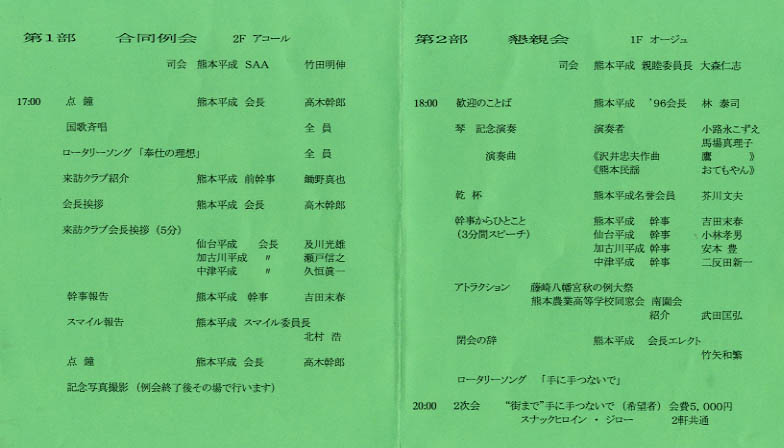 第1部 合同例会 2F アコール
司会 熊本平成 SAA 竹田明伸
17:00 点 鐘 熊本平成 会長 高木幹郎
国歌斉唱 全 員
ロータリーソング 「奉仕の理想」 全 員
来訪クラブ紹介 熊本平成 前幹事 鋤野真也
会長挨拶 熊本平成 会長 高木幹郎
来訪クラブ会長挨拶 (5分)
仙台平成 会長 及川光雄
加古川平成 〃 瀬戸信之
中津平成 〃 久恒眞一
幹事報告 熊本平成 幹事 吉田末春
スマイル報告 熊本平成 スマイル委員長
北村 浩
点 鐘 熊本平成 会長 高木幹郎
記念写真撮影 (例会終了後その場で行います)
第2部 懇親会 1F オージュ
司会 熊本平成 親睦委員長 大森仁志
18:00 歓迎のことば 熊本平成 '96会長 林 泰司
琴 記念演奏 演奏者 小路永こずえ
馬場真理子
演奏曲 《沢井忠夫作曲 鷹 》
《熊本民謡 おてもやん》
乾 杯 熊本平成名誉会員 芥川文夫
幹事からひとこと 熊本平成 幹事 吉田末春
(3分間スピーチ) 仙台平成 幹事 小林孝男
加古川平成 幹事 安本 豊
中津平成 幹事 二反田新一
アトラクション 藤崎八幡宮秋の例大祭
熊本農業高等学校同窓会 南園会
紹介 武田匡弘
閉会の辞 熊本平成 会長エレクト
竹矢和繁
ロータリーソング 「手に手つないで」
20:00 2次会 “街まで”手に手つないで (希望者) 会費5,000円
スナックヒロイン ・ ジロー 2軒共通